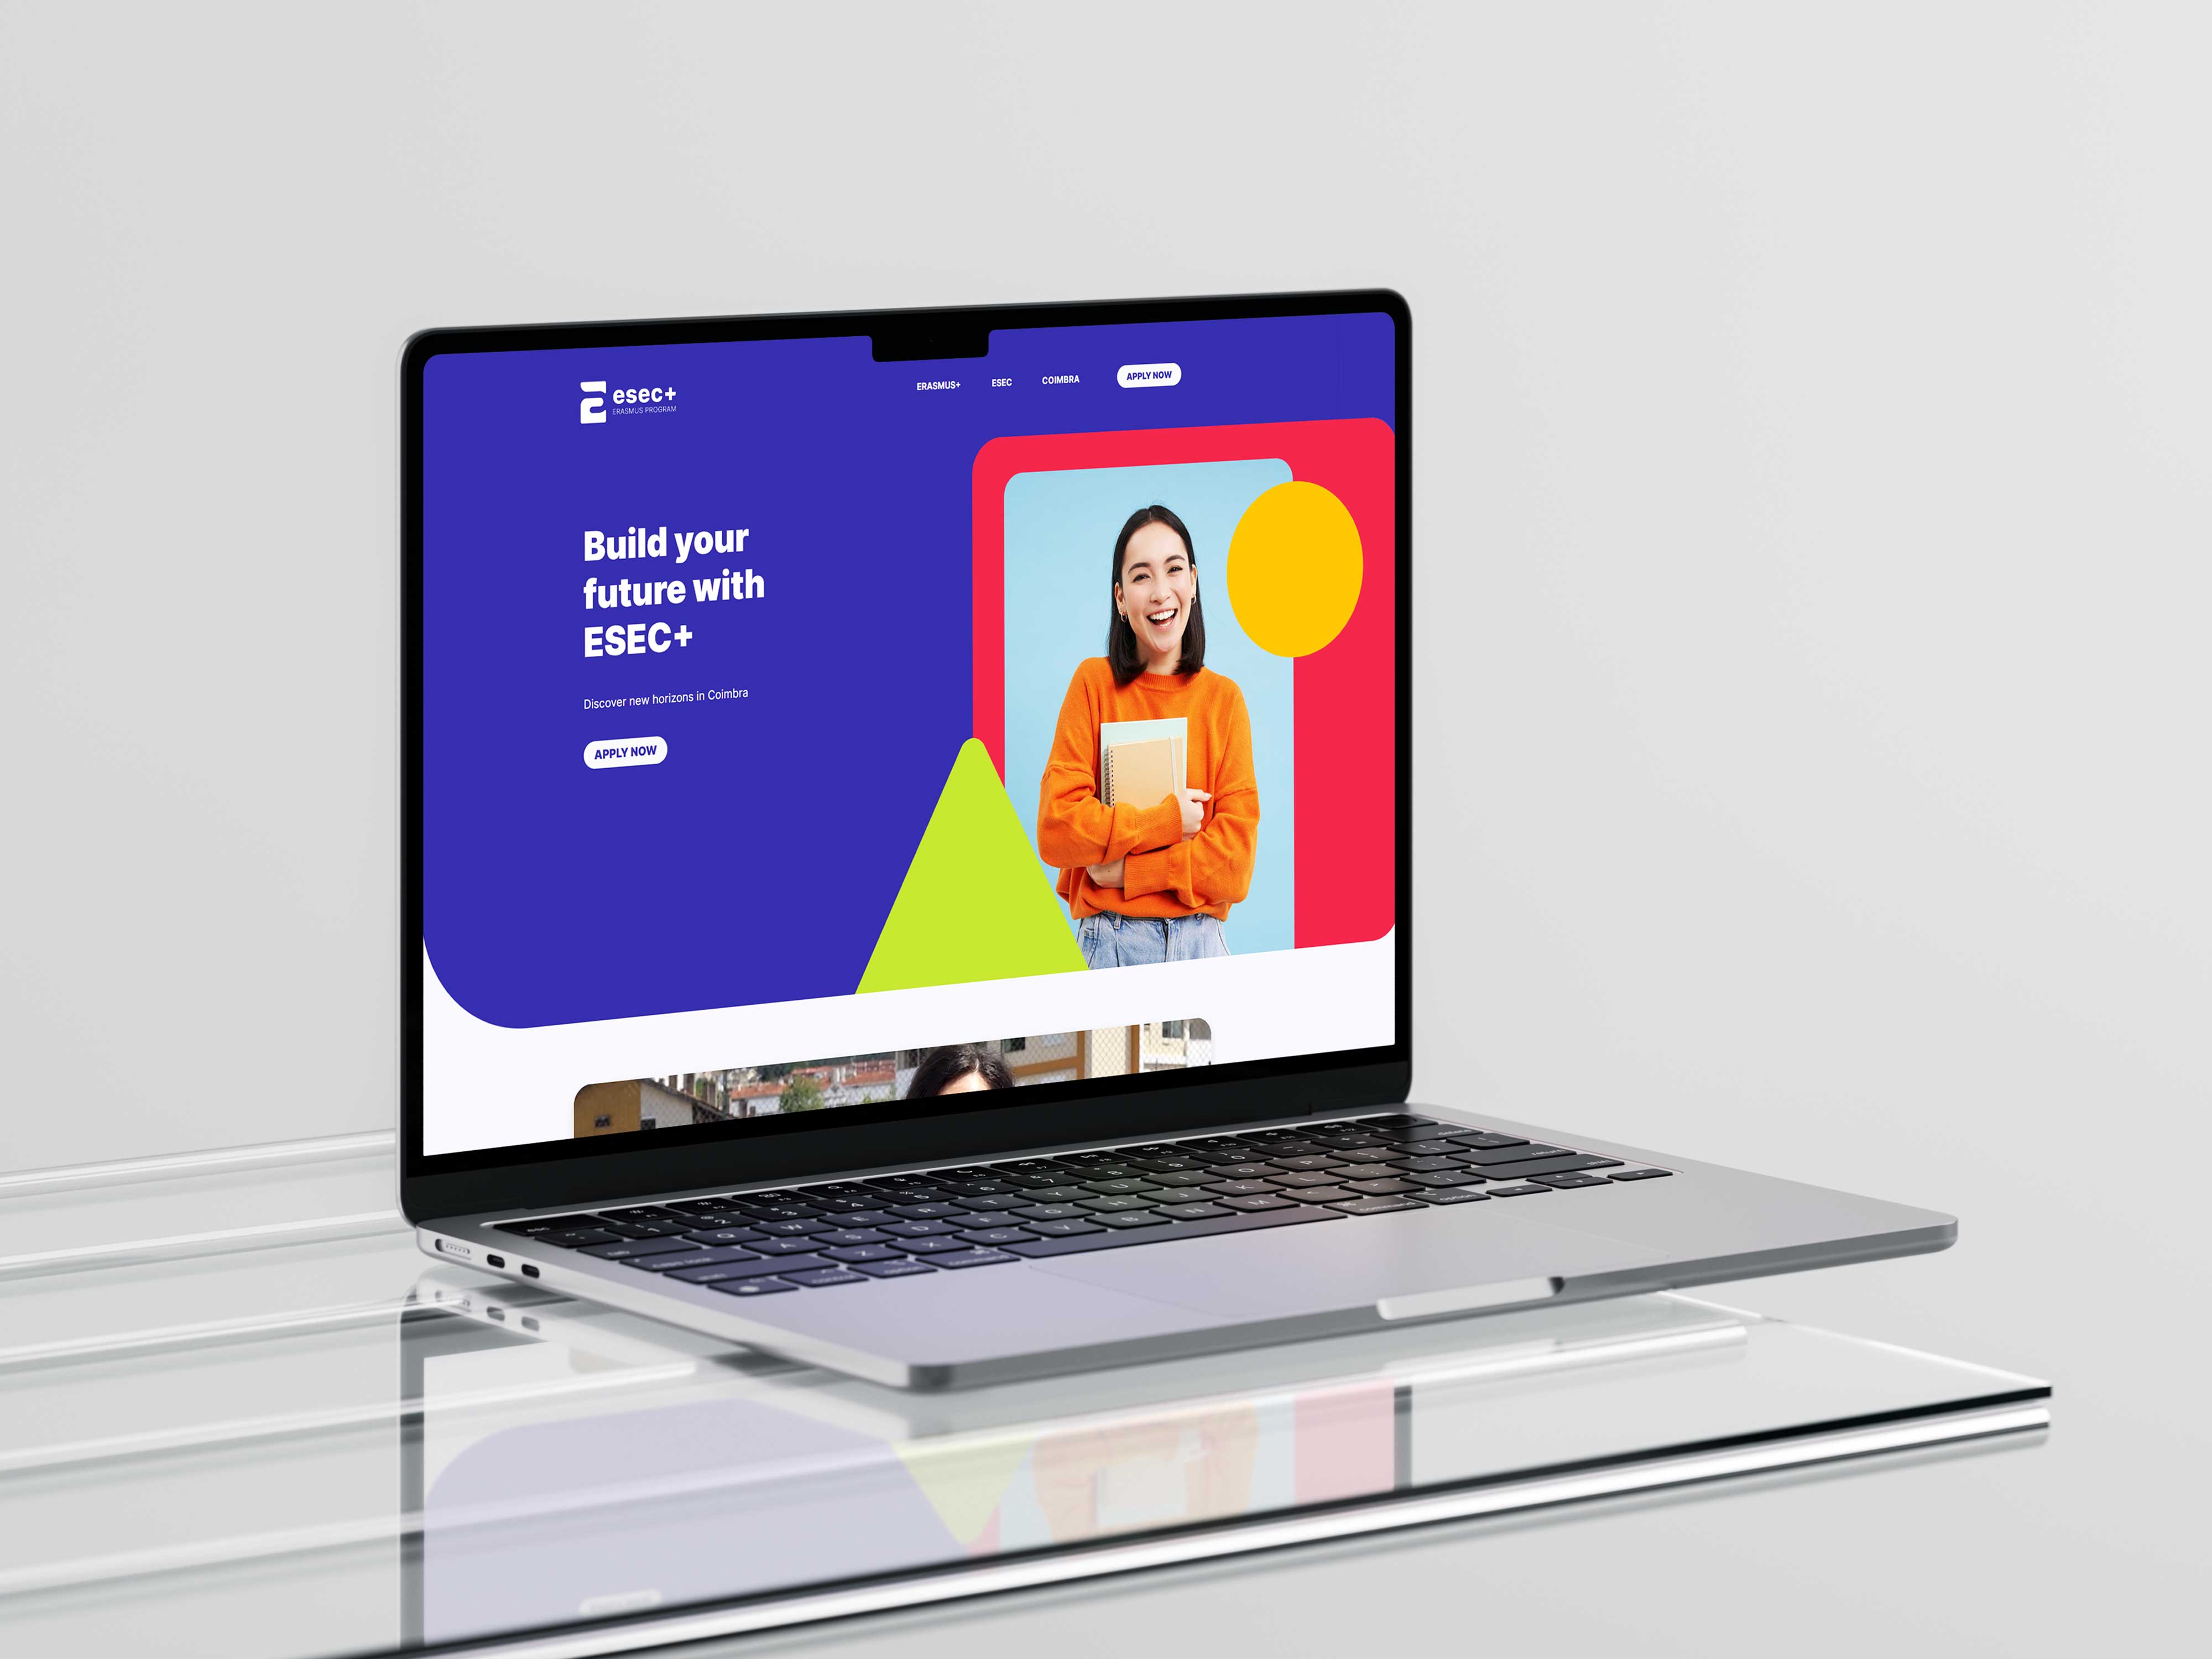 esec+
ERASMUS PROGRAM
ERASMUS+
ESEC
COIMBRA
APPLY NOW
Build your
future with
ESEC+
Discover new horizons in Coimbra
APPLY NOW